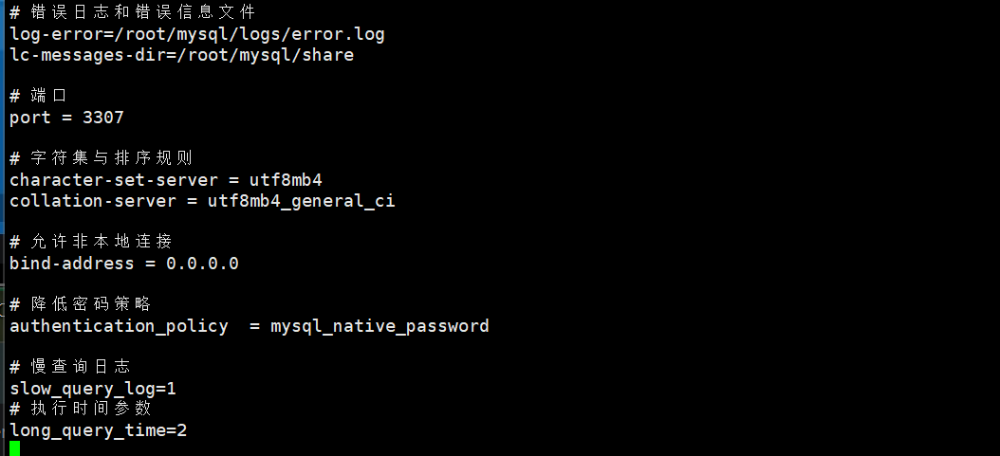 # 错误日志和错误信息文件
log-error=/root/mysql/logs/error.log
lc-messages-dir=/root/mysql/share
# 端口
port = 3307
# 字符集与排序规则
character-set-server = utf8mb4
collation-server = utf8mb4_general_ci
# 允许非本地连接
bind-address = 0.0.0.0
# 降低密码策略
authentication_policy  = mysql_native_password
# 慢查询日志
slow_query_log=1
# 执行时间参数
long_query_time=2